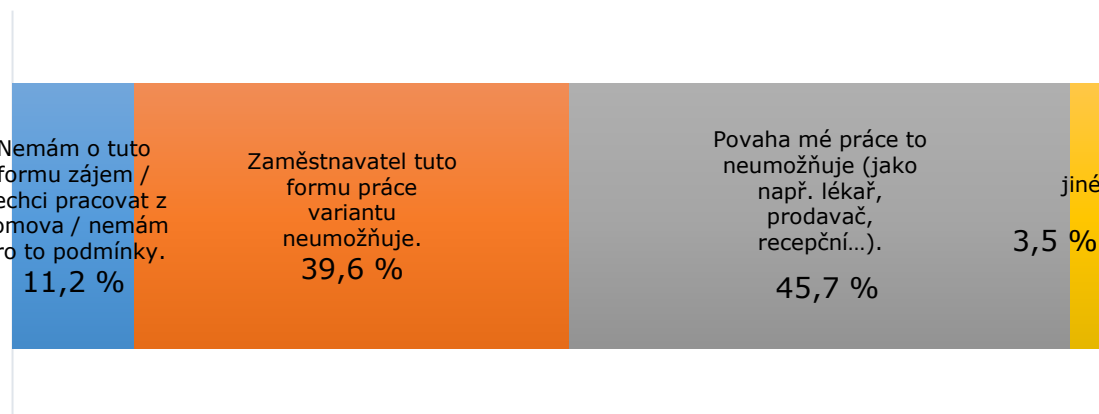 Nemám o tuto
formu zájem /
echci pracovat z
omova / nemám
ro to podmínky.
11,2 %
Zaměstnavatel tuto
formu práce
variantu
neumožňuje.
39,6 %
Povaha mé práce to
neumožňuje (jako
např. lékař,
prodavač,
recepční...).
45,7 %
jiné
3,5 %